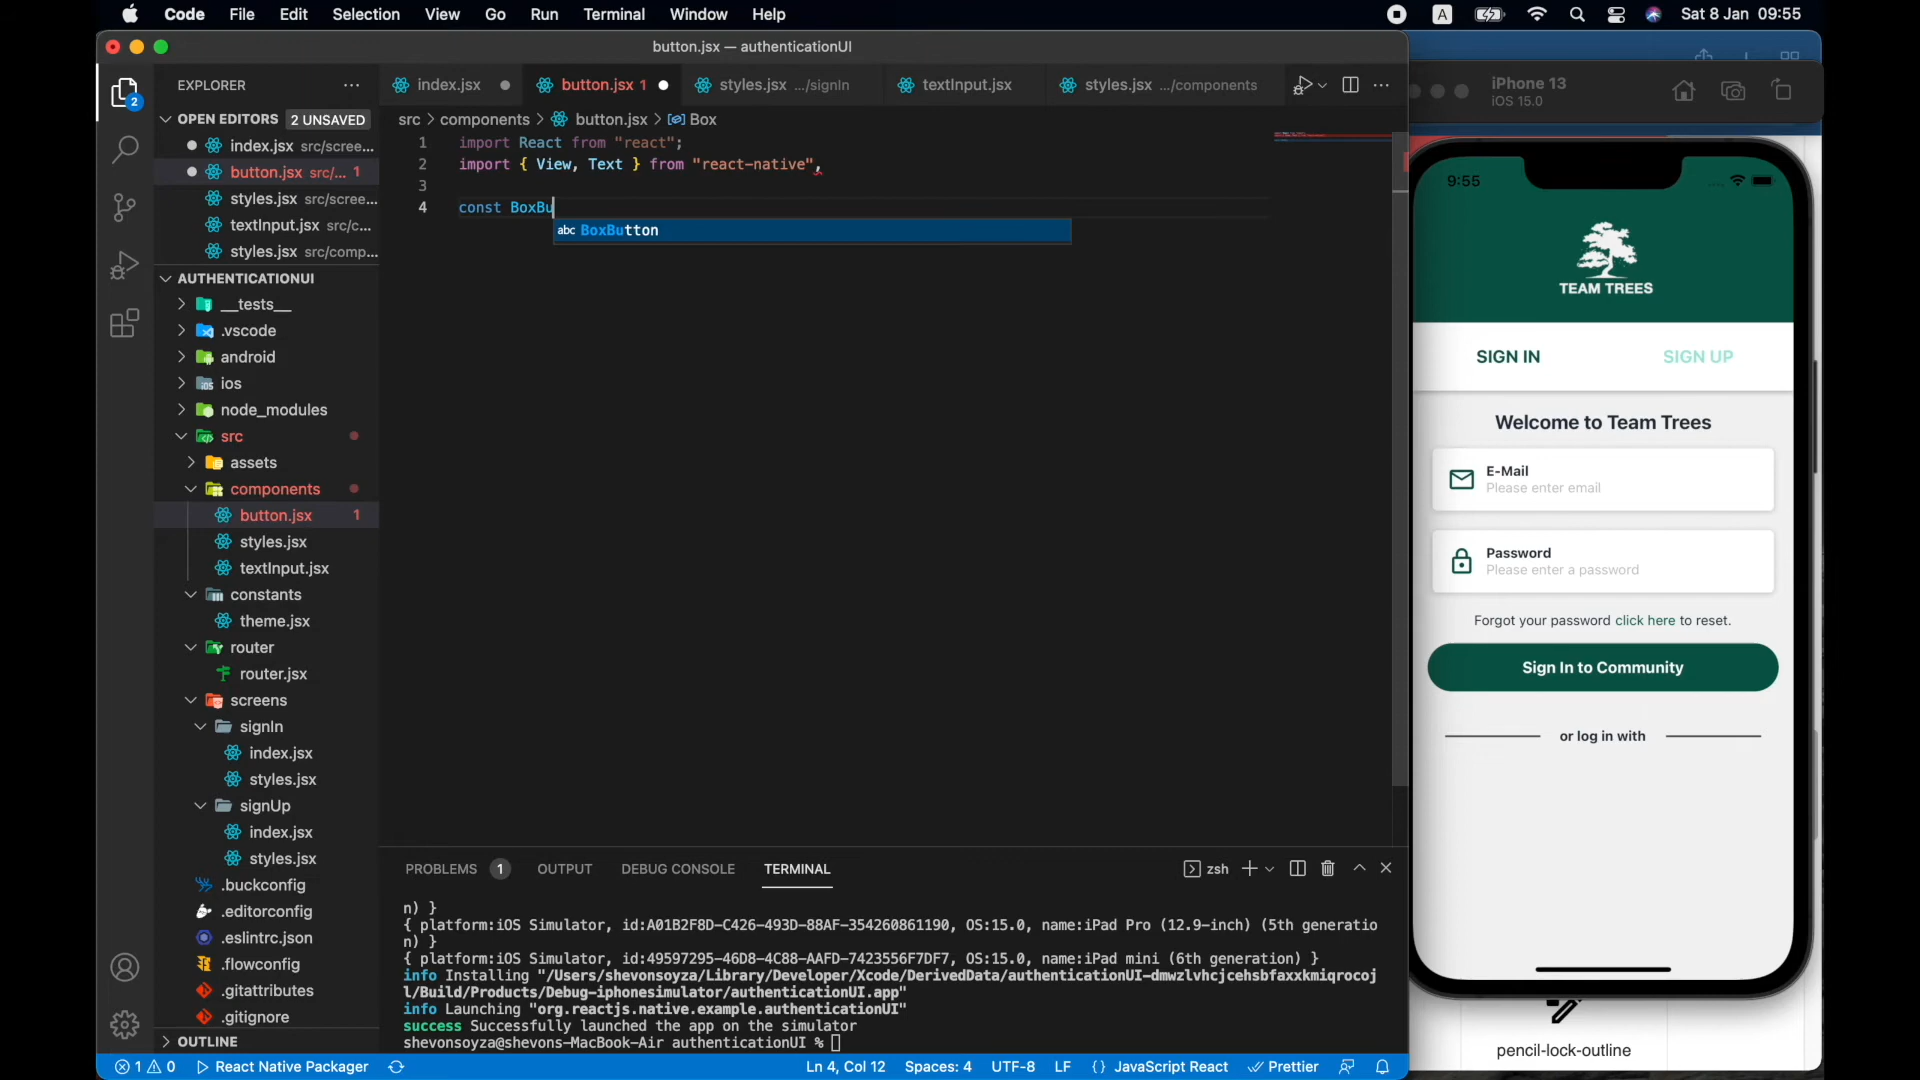 Code File Edit Selection View Go Run Terminal Window Help
A Sat 8 Jan 09:55
button.jsx — authenticationUI
2
EXPLORER
index.jsx
button.jsx 1
styles.jsx .../signIn
textInput.jsx
styles.jsx .../components
OPEN EDITORS 2 UNSAVED
index.jsx src/scree...
button.jsx src/... 1
styles.jsx src/scree...
textInput.jsx src/c...
styles.jsx src/comp...
AUTHENTICATIONUI
__tests__
.vscode
android
ios
node_modules
src
assets
components
button.jsx 1
styles.jsx
textInput.jsx
constants
theme.jsx
router
router.jsx
screens
signIn
index.jsx
styles.jsx
signUp
index.jsx
styles.jsx
.buckconfig
.editorconfig
.eslintrc.json
.flowconfig
.gitattributes
.gitignore
OUTLINE
src > components > button.jsx > Box
1 import React from "react";
2 import { View, Text } from "react-native",
3
4 const BoxBu
abc BoxButton
PROBLEMS 1 OUTPUT DEBUG CONSOLE TERMINAL
zsh
n) }
{ platform:iOS Simulator, id:A01B2F8D-C426-493D-88AF-354260861190, OS:15.0, name:iPad Pro (12.9-inch) (5th generatio
n) }
{ platform:iOS Simulator, id:49597295-46D8-4C88-AAFD-7423556F7DF7, OS:15.0, name:iPad mini (6th generation) }
info Installing "/Users/shevonsoyza/Library/Developer/Xcode/DerivedData/authenticationUI-dmwzlvhcjcehsbfaxxkmiqrocoj
l/Build/Products/Debug-iphonesimulator/authenticationUI.app"
info Launching "org.reactjs.native.example.authenticationUI"
success Successfully launched the app on the simulator
shevonsoyza@shevons-MacBook-Air authenticationUI %
1 0 React Native Packager
Ln 4, Col 12 Spaces: 4 UTF-8 LF {} JavaScript React Prettier
iPhone 13
iOS 15.0
9:55
TEAM TREES
SIGN IN SIGN UP
Welcome to Team Trees
E-Mail
Please enter email
Password
Please enter a password
Forgot your password click here to reset.
Sign In to Community
or log in with
pencil-lock-outline